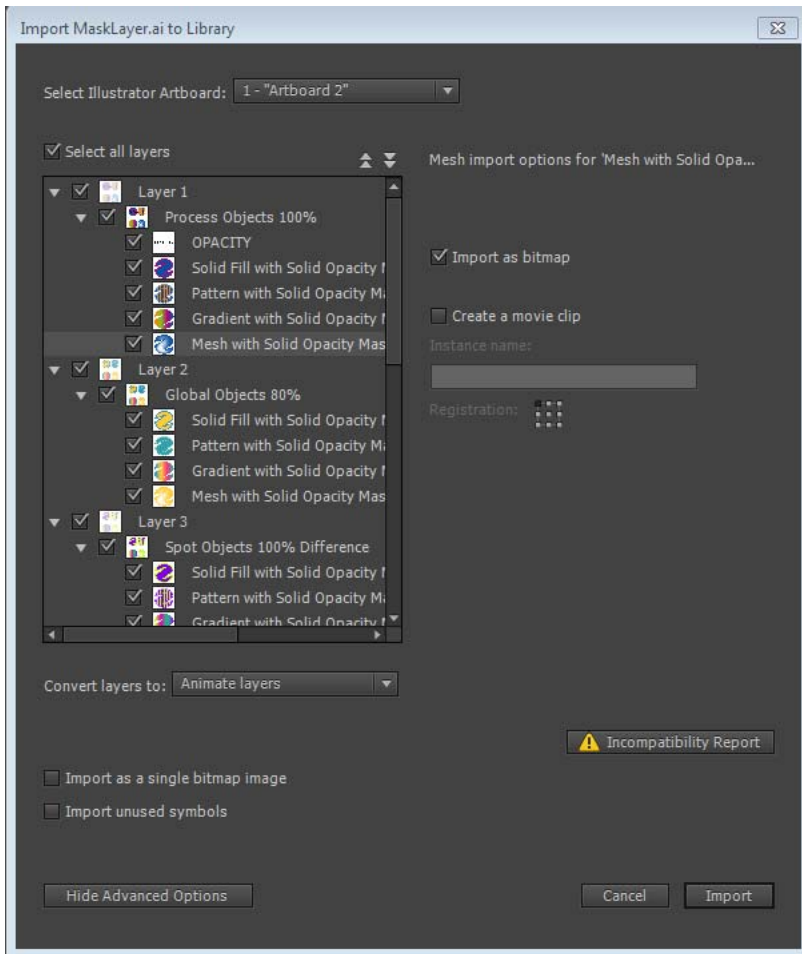 Import MaskLayer.ai to Library
Select Illustrator Artboard: 1 - "Artboard 2"
Select all layers
Mesh import options for 'Mesh with Solid Opa...
Layer 1
Process Objects 100%
OPACITY
Solid Fill with Solid Opacity
Pattern with Solid Opacity
Gradient with Solid Opacity
Mesh with Solid Opacity Mas
Layer 2
Global Objects 80%
Solid Fill with Solid Opacity
Pattern with Solid Opacity
Gradient with Solid Opacity
Mesh with Solid Opacity Mas
Layer 3
Spot Objects 100% Difference
Solid Fill with Solid Opacity
Pattern with Solid Opacity
Gradient with Solid Opacity
Import as bitmap
Create a movie clip
Instance name:
Registration:
Convert layers to: Animate layers
Incompatibility Report
Import as a single bitmap image
Import unused symbols
Hide Advanced Options
Cancel
Import